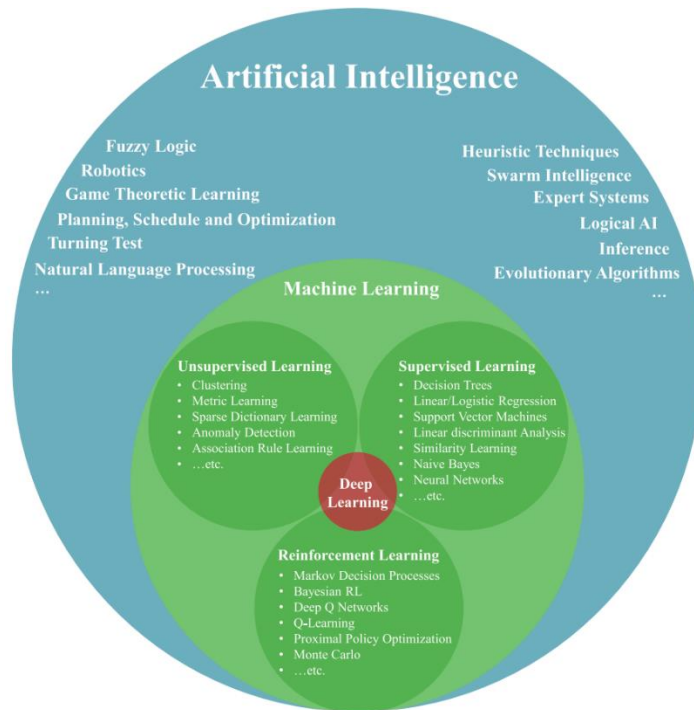 Artificial Intelligence
Fuzzy Logic
Robotics
Game Theoretic Learning
Planning, Schedule and Optimization
Turning Test
Natural Language Processing
…
Heuristic Techniques
Swarm Intelligence
Expert Systems
Logical AI
Inference
Evolutionary Algorithms
…
Machine Learning
Unsupervised Learning
• Clustering
• Metric Learning
• Sparse Dictionary Learning
• Anomaly Detection
• Association Rule Learning
• …etc.
Supervised Learning
• Decision Trees
• Linear/Logistic Regression
• Support Vector Machines
• Linear discriminant Analysis
• Similarity Learning
• Naive Bayes
• Neural Networks
• …etc.
Deep
Learning
Reinforcement Learning
• Markov Decision Processes
• Bayesian RL
• Deep Q Networks
• Q-Learning
• Proximal Policy Optimization
• Monte Carlo
• …etc.